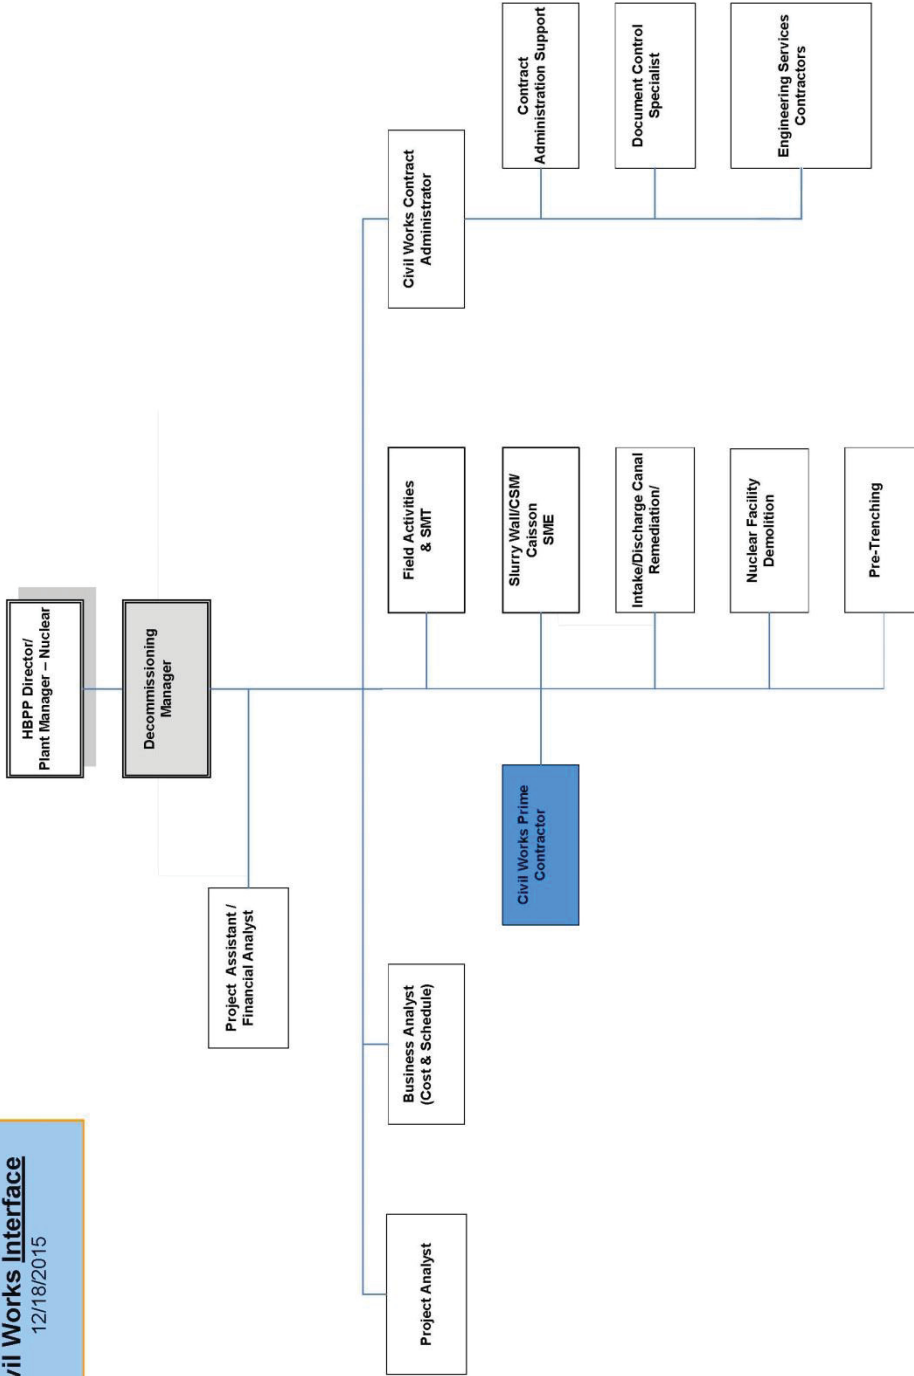 Works Interface
12/18/2015
HBPP Director/
Plant Manager – Nuclear
Decommissioning
Manager
Project Assistant /
Financial Analyst
Project Analyst
Business Analyst
(Cost & Schedule)
Civil Works Contract
Administrator
Field Activities
& SMT
Slurry Wall/CSM/
Caisson
SME
Intake/Discharge Canal
Remediation/
Nuclear Facility
Demolition
Pre-Trenching
Civil Works Prime
Contractor
Contract
Administration Support
Document Control
Specialist
Engineering Services
Contractors